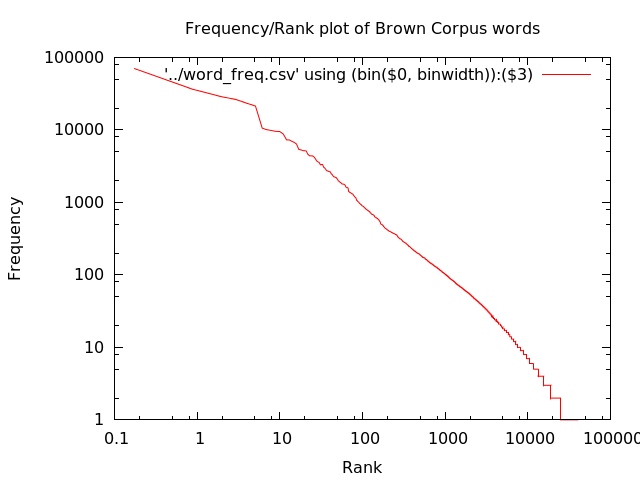 Frequency/Rank plot of Brown Corpus words
'../word_freq.csv' using (bin($0, binwidth)):($3)
100000
10000
1000
100
10
1
Frequency
0.1 1 10 100 1000 10000 100000
Rank